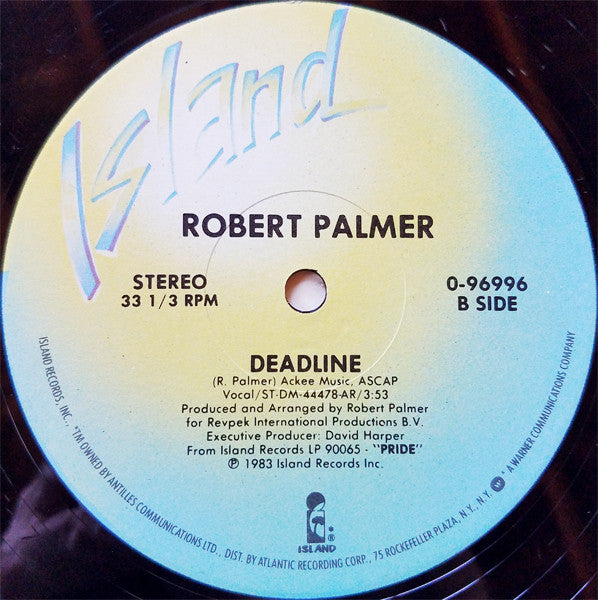 Island
ROBERT PALMER
STEREO
33 1/3 RPM
0-96996
B SIDE
DEADLINE
(R. Palmer) Ackee Music, ASCAP
Vocal/ST-DM-44478-AR/3:53
Produced and Arranged by Robert Palmer
for Revpek International Productions B.V.
Executive Producer: David Harper
From Island Records LP 90065 - "PRIDE"
℗ 1983 Island Records Inc.
®
ISLAND
ISLAND RECORDS, INC., *TM OWNED BY ANTILLES COMMUNICATIONS LTD., DIST. BY ATLANTIC RECORDING CORP., 75 ROCKEFELLER PLAZA, N.Y., N.Y. * A WARNER COMMUNICATIONS COMPANY